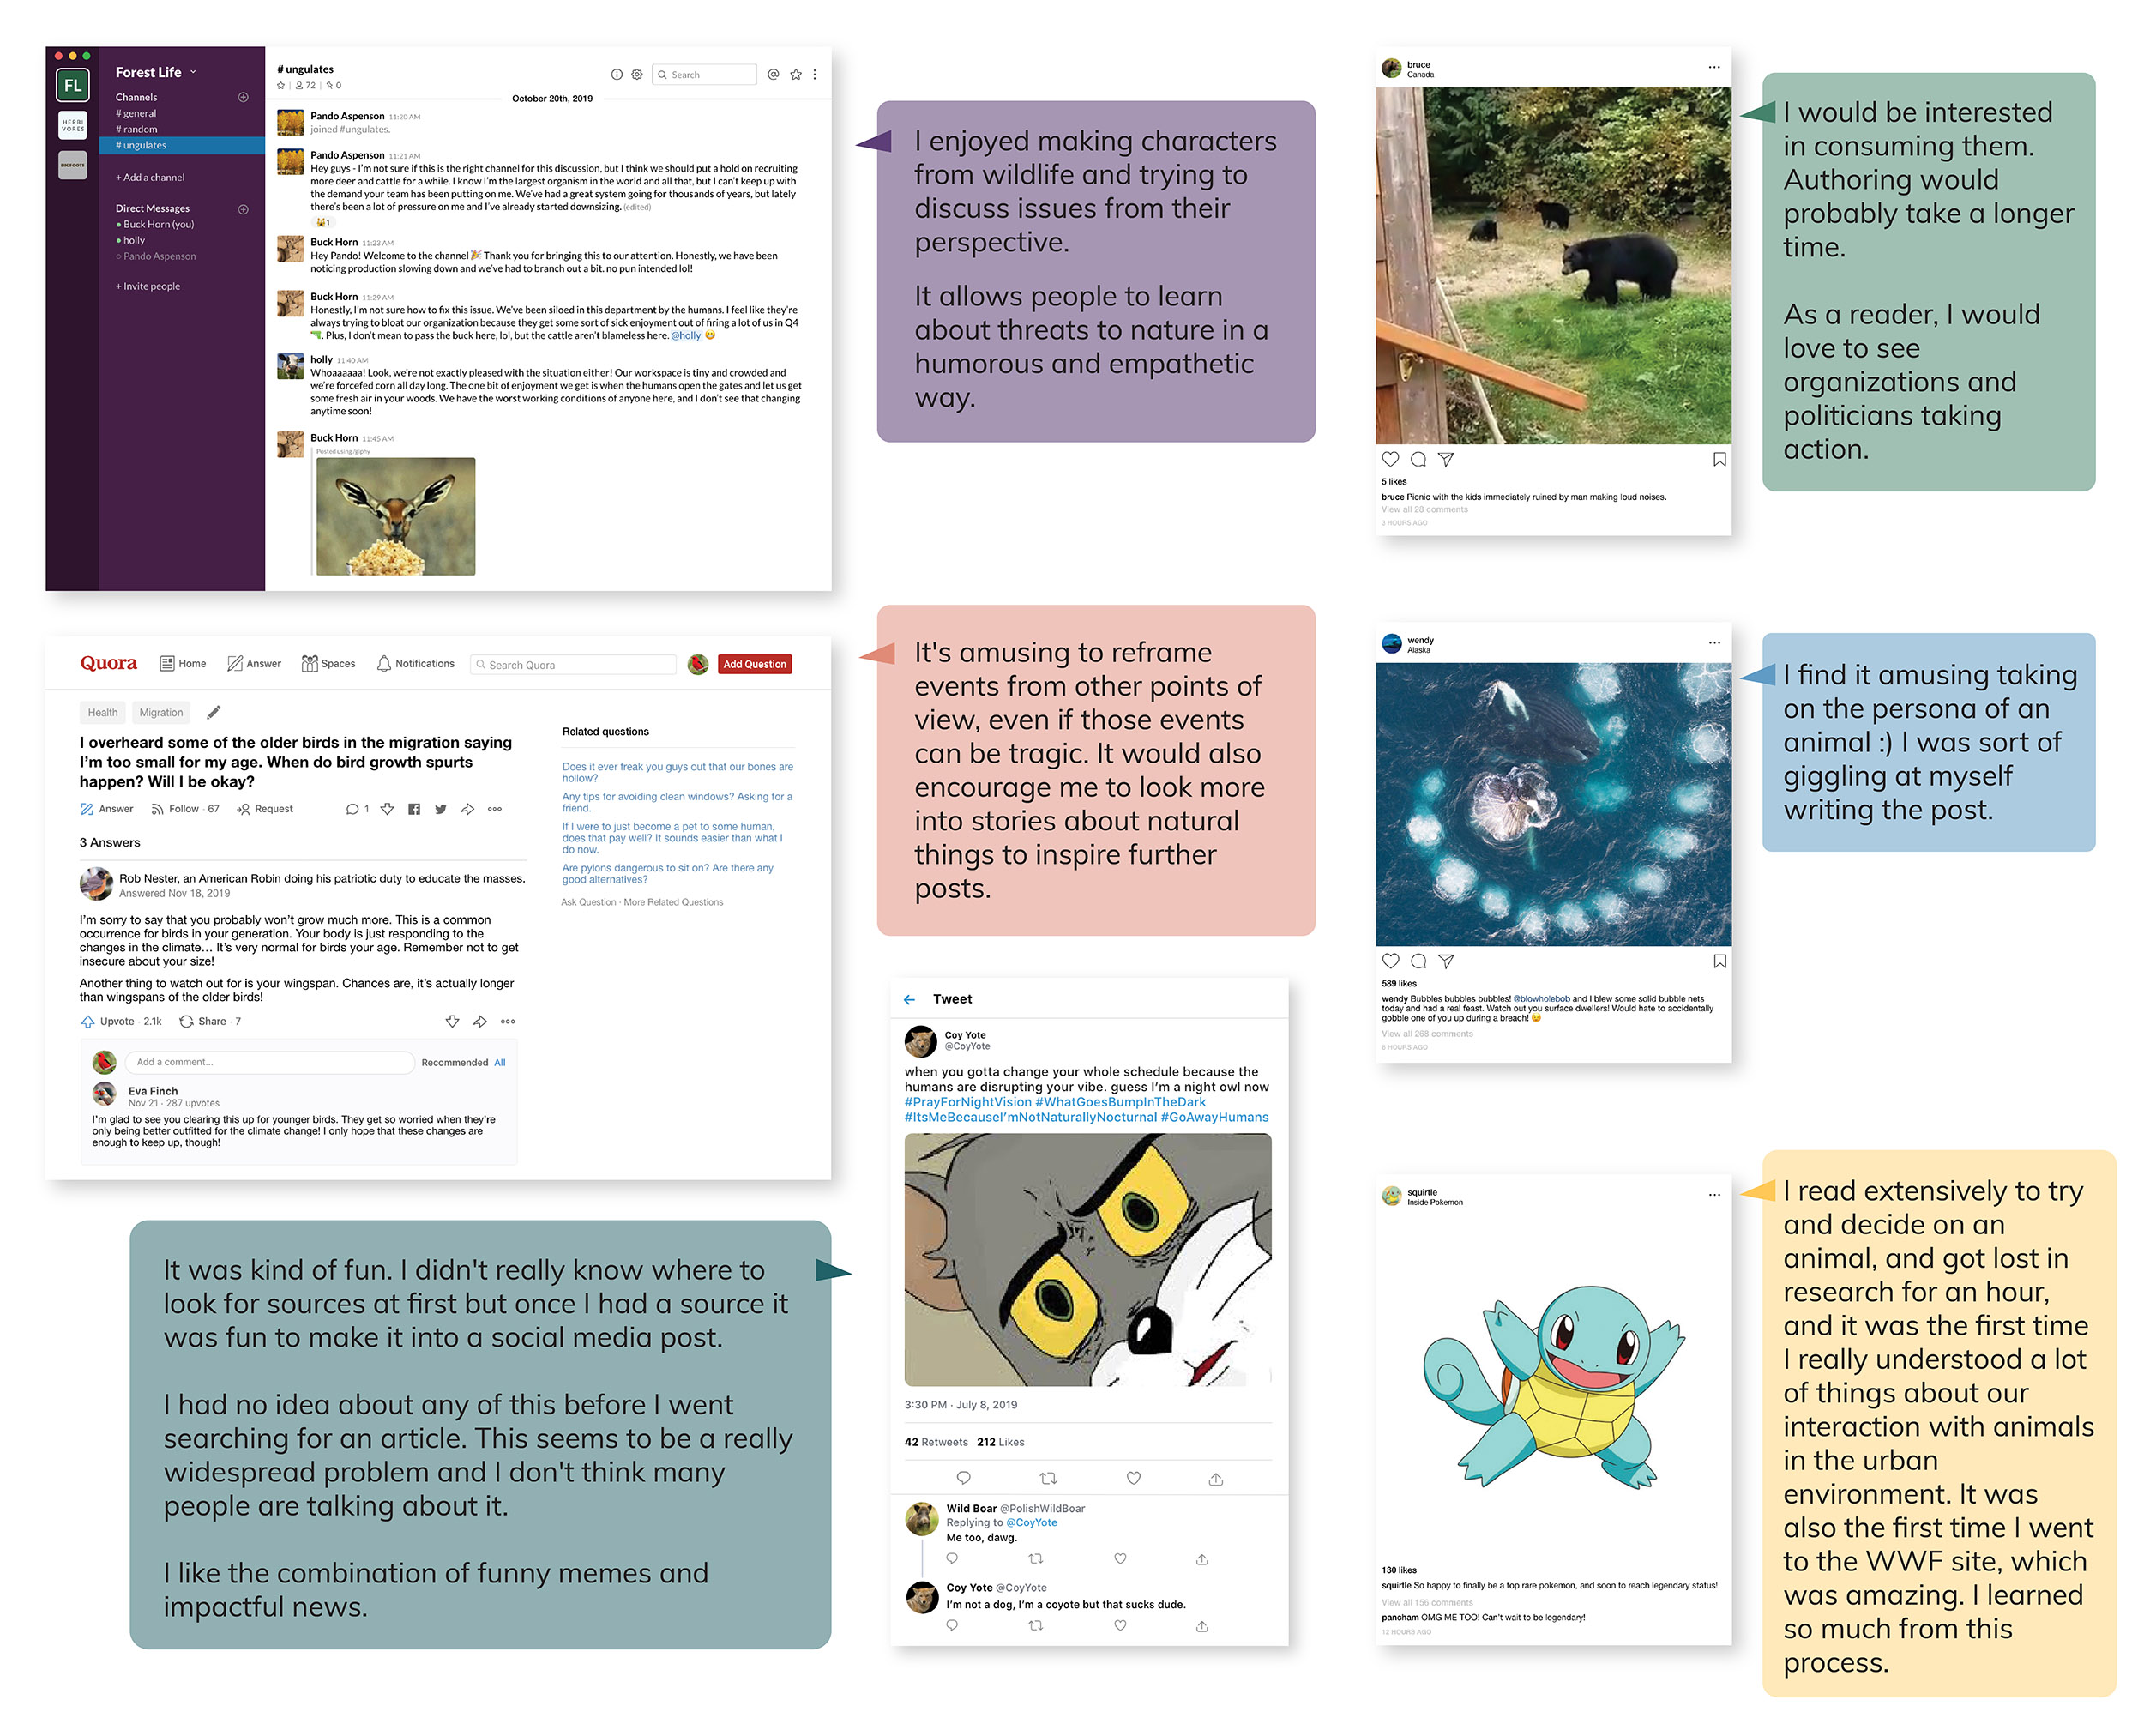 FL
HERBI
VORES
Forest Life
Channels
# general
# random
# ungulates
+ Add a channel
Direct Messages
Buck Horn (you)
holly
Pando Aspenson
+ Invite people
# ungulates
72 | 0
Search
October 20th, 2019
Pando Aspenson 11:20 AM
joined #ungulates.
Pando Aspenson 11:21 AM
Hey guys - I'm not sure if this is the right channel for this discussion, but I think we should put a hold on recruiting
more deer and cattle for a while. I know I'm the largest organism in the world and all that, but I can't keep up with
the demand your team has been putting on me. We've had a great system going for thousands of years, but lately
there's been a lot of pressure on me and I've already started downsizing. (edited)
1
Buck Horn 11:23 AM
Hey Pando! Welcome to the channel🎉 Thank you for bringing this to our attention. Honestly, we have been
noticing production slowing down and we've had to branch out a bit. no pun intended lol!
Buck Horn 11:29 AM
Honestly, I'm not sure how to fix this issue. We've been siloed in this department by the humans. I feel like they're
always trying to bloat our organization because they get some sort of sick enjoyment out of firing a lot of us in Q4
🔫. Plus, I don't mean to pass the buck here, lol, but the cattle aren't blameless here. @holly 😁
holly 11:40 AM
Whoaaaaaa! Look, we're not exactly pleased with the situation either! Our workspace is tiny and crowded and
we're forcefed corn all day long. The one bit of enjoyment we get is when the humans open the gates and let us get
some fresh air in your woods. We have the worst working conditions of anyone here, and I don't see that changing
anytime soon!
Buck Horn 11:45 AM
Posted using /giphy
I enjoyed making characters
from wildlife and trying to
discuss issues from their
perspective.
It allows people to learn
about threats to nature in a
humorous and empathetic
way.
bruce
Canada
5 likes
bruce Picnic with the kids immediately ruined by man making loud noises.
View all 28 comments
3 HOURS AGO
I would be interested
in consuming them.
Authoring would
probably take a longer
time.
As a reader, I would
love to see
organizations and
politicians taking
action.
Quora
Home
Answer
Spaces
Notifications
Search Quora
Add Question
Health
Migration
I overheard some of the older birds in the migration saying
I'm too small for my age. When do bird growth spurts
happen? Will I be okay?
Answer
Follow · 67
Request
1
3 Answers
Rob Nester, an American Robin doing his patriotic duty to educate the masses.
Answered Nov 18, 2019
I'm sorry to say that you probably won't grow much more. This is a common
occurrence for birds in your generation. Your body is just responding to the
changes in the climate... It's very normal for birds your age. Remember not to get
insecure about your size!
Another thing to watch out for is your wingspan. Chances are, it's actually longer
than wingspans of the older birds!
Upvote · 2.1k
Share · 7
Add a comment...
Recommended All
Eva Finch
Nov 21 · 287 upvotes
I'm glad to see you clearing this up for younger birds. They get so worried when they're
only being better outfitted for the climate change! I only hope that these changes are
enough to keep up, though!
Related questions
Does it ever freak you guys out that our bones are
hollow?
Any tips for avoiding clean windows? Asking for a
friend.
If I were to just become a pet to some human,
does that pay well? It sounds easier than what I
do now.
Are pylons dangerous to sit on? Are there any
good alternatives?
Ask Question · More Related Questions
It's amusing to reframe
events from other points of
view, even if those events
can be tragic. It would also
encourage me to look more
into stories about natural
things to inspire further
posts.
wendy
Alaska
589 likes
wendy Bubbles bubbles bubbles! @blowholebob and I blew some solid bubble nets
today and had a real feast. Watch out you surface dwellers! Would hate to accidentally
gobble one of you up during a breach! 😉
View all 268 comments
8 HOURS AGO
I find it amusing taking
on the persona of an
animal :) I was sort of
giggling at myself
writing the post.
It was kind of fun. I didn't really know where to
look for sources at first but once I had a source it
was fun to make it into a social media post.
I had no idea about any of this before I went
searching for an article. This seems to be a really
widespread problem and I don't think many
people are talking about it.
I like the combination of funny memes and
impactful news.
Tweet
Coy Yote
@CoyYote
when you gotta change your whole schedule because the
humans are disrupting your vibe. guess I'm a night owl now
#PrayForNightVision #WhatGoesBumpInTheDark
#ItsMeBecauseI'mNotNaturallyNocturnal #GoAwayHumans
3:30 PM · July 8, 2019
42 Retweets 212 Likes
Wild Boar @PolishWildBoar
Replying to @CoyYote
Me too, dawg.
Coy Yote @CoyYote
I'm not a dog, I'm a coyote but that sucks dude.
squirtle
Inside Pokemon
130 likes
squirtle So happy to finally be a top rare pokemon, and soon to reach legendary status!
View all 156 comments
pancham OMG ME TOO! Can't wait to be legendary!
12 HOURS AGO
I read extensively to try
and decide on an
animal, and got lost in
research for an hour,
and it was the first time
I really understood a lot
of things about our
interaction with animals
in the urban
environment. It was
also the first time I went
to the WWF site, which
was amazing. I learned
so much from this
process.